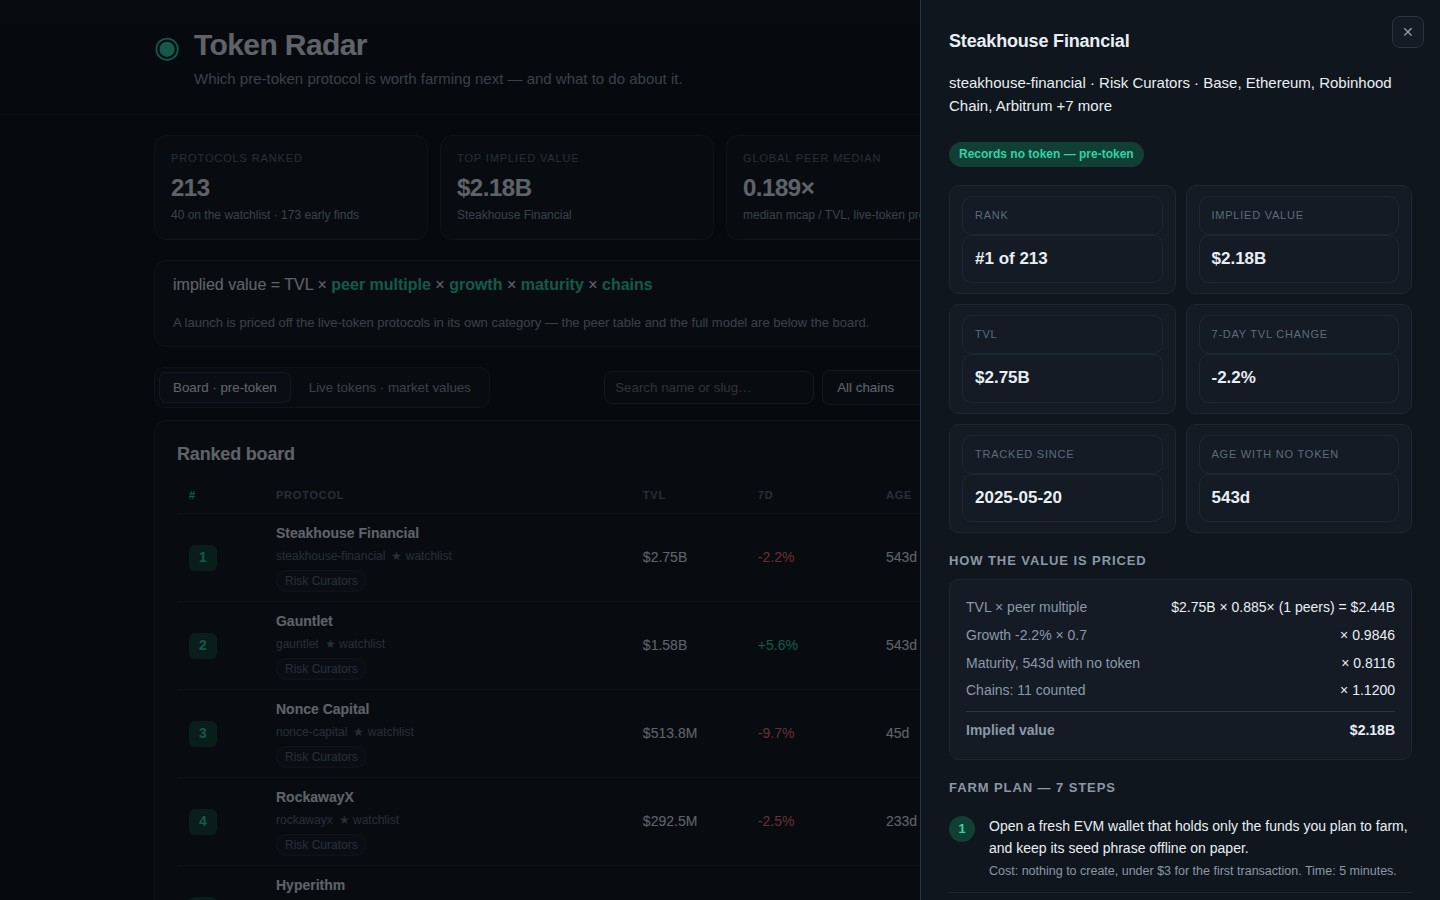 Token Radar
Which pre-token protocol is worth farming next — and what to do about it.
PROTOCOLS RANKED
213
40 on the watchlist · 173 early finds
TOP IMPLIED VALUE
$2.18B
Steakhouse Financial
GLOBAL PEER MEDIAN
0.189×
median mcap / TVL, live-token pr
implied value = TVL × peer multiple × growth × maturity × chains
A launch is priced off the live-token protocols in its own category — the peer table and the full model are below the board.
Board · pre-token
Live tokens · market values
Search name or slug…
All chains
Ranked board
# PROTOCOL TVL 7D AGE
1
Steakhouse Financial
steakhouse-financial ★ watchlist
Risk Curators
$2.75B -2.2% 543d
2
Gauntlet
gauntlet ★ watchlist
Risk Curators
$1.58B +5.6% 543d
3
Nonce Capital
nonce-capital ★ watchlist
Risk Curators
$513.8M -9.7% 45d
4
RockawayX
rockawayx ★ watchlist
Risk Curators
$292.5M -2.5% 233d
Hyperithm
Steakhouse Financial
✕
steakhouse-financial · Risk Curators · Base, Ethereum, Robinhood
Chain, Arbitrum +7 more
Records no token — pre-token
RANK
#1 of 213
IMPLIED VALUE
$2.18B
TVL
$2.75B
7-DAY TVL CHANGE
-2.2%
TRACKED SINCE
2025-05-20
AGE WITH NO TOKEN
543d
HOW THE VALUE IS PRICED
TVL × peer multiple $2.75B × 0.885× (1 peers) = $2.44B
Growth -2.2% × 0.7 × 0.9846
Maturity, 543d with no token × 0.8116
Chains: 11 counted × 1.1200
Implied value $2.18B
FARM PLAN — 7 STEPS
1
Open a fresh EVM wallet that holds only the funds you plan to farm,
and keep its seed phrase offline on paper.
Cost: nothing to create, under $3 for the first transaction. Time: 5 minutes.